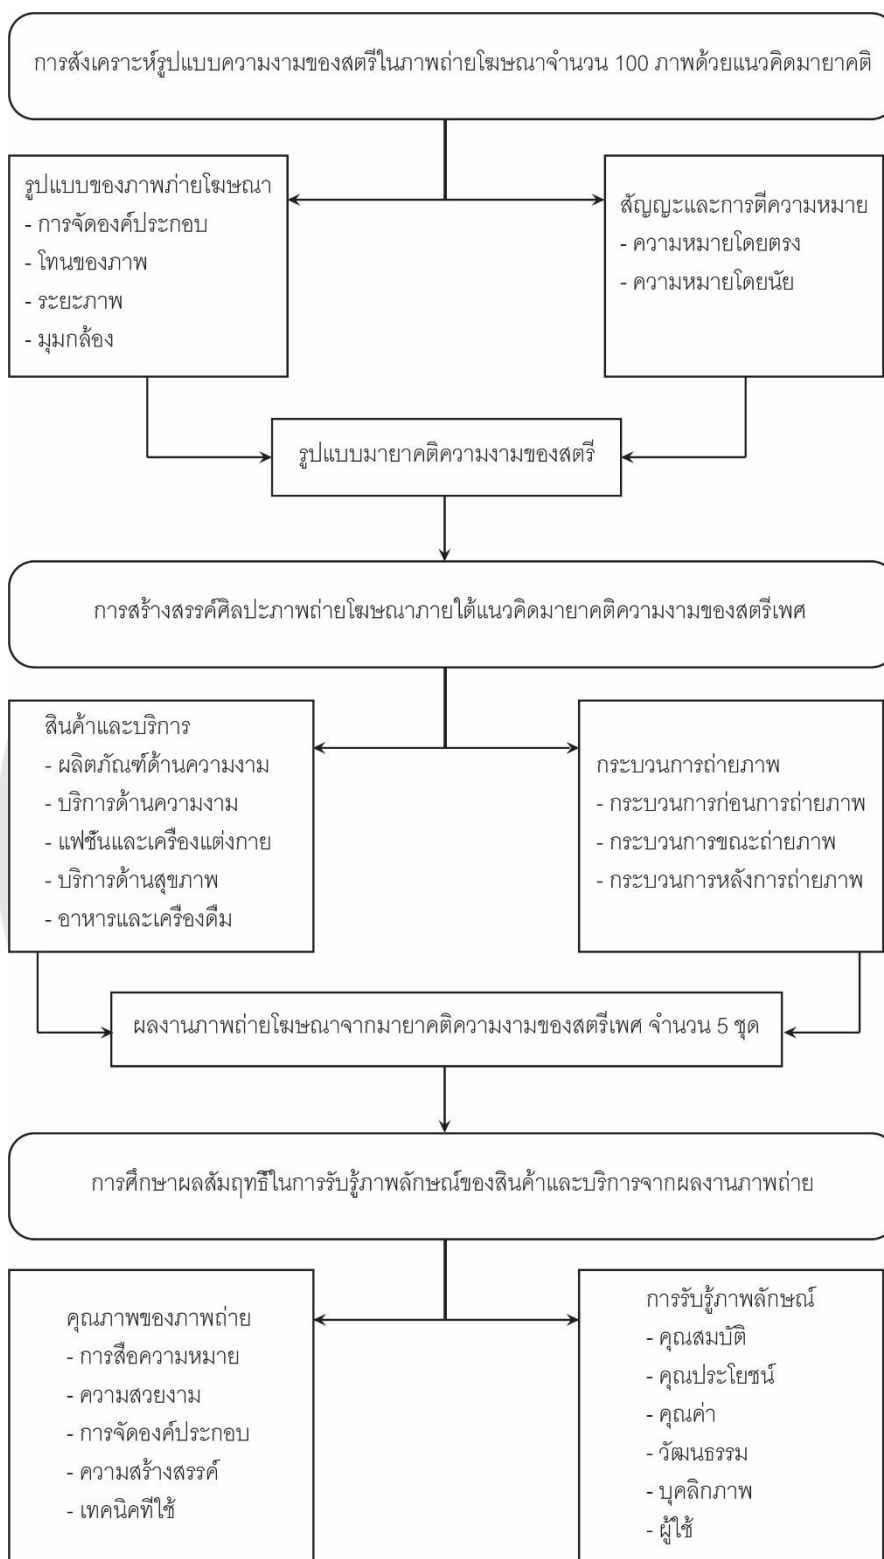 การสังเคราะห์รูปแบบความงามของสตรีในภาพถ่ายโฆษณาจำนวน 100 ภาพด้วยแนวคิดมายาคติ
รูปแบบของภาพภ่ายโฆษณา
- การจัดองค์ประกอบ
- โทนของภาพ
- ระยะภาพ
- มุมกล้อง
สัญญะและการตีความหมาย
- ความหมายโดยตรง
- ความหมายโดยนัย
รูปแบบมายาคติความงามของสตรี
การสร้างสรรค์ศิลปะภาพถ่ายโฆษณาภายใต้แนวคิดมายาคติความงามของสตรีเพศ
สินค้าและบริการ
- ผลิตภัณฑ์ด้านความงาม
- บริการด้านความงาม
- แฟชั่นและเครื่องแต่งกาย
- บริการด้านสุขภาพ
- อาหารและเครื่องดื่ม
กระบวนการถ่ายภาพ
- กระบวนการก่อนการถ่ายภาพ
- กระบวนการขณะถ่ายภาพ
- กระบวนการหลังการถ่ายภาพ
ผลงานภาพถ่ายโฆษณาจากมายาคติความงามของสตรีเพศ จำนวน 5 ชุด
การศึกษาผลสัมฤทธิ์ในการรับรู้ภาพลักษณ์ของสินค้าและบริการจากผลงานภาพถ่าย
คุณภาพของภาพถ่าย
- การสื่อความหมาย
- ความสวยงาม
- การจัดองค์ประกอบ
- ความสร้างสรรค์
- เทคนิคที่ใช้
การรับรู้ภาพลักษณ์
- คุณสมบัติ
- คุณประโยชน์
- คุณค่า
- วัฒนธรรม
- บุคลิกภาพ
- ผู้ใช้